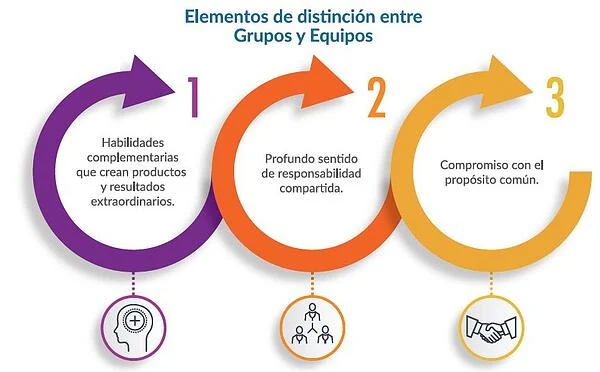 Elementos de distinción entre
Grupos y Equipos
1
Habilidades
complementarias
que crean productos
y resultados
extraordinarios.
2
Profundo sentido
de responsabilidad
compartida.
3
Compromiso con el
propósito común.